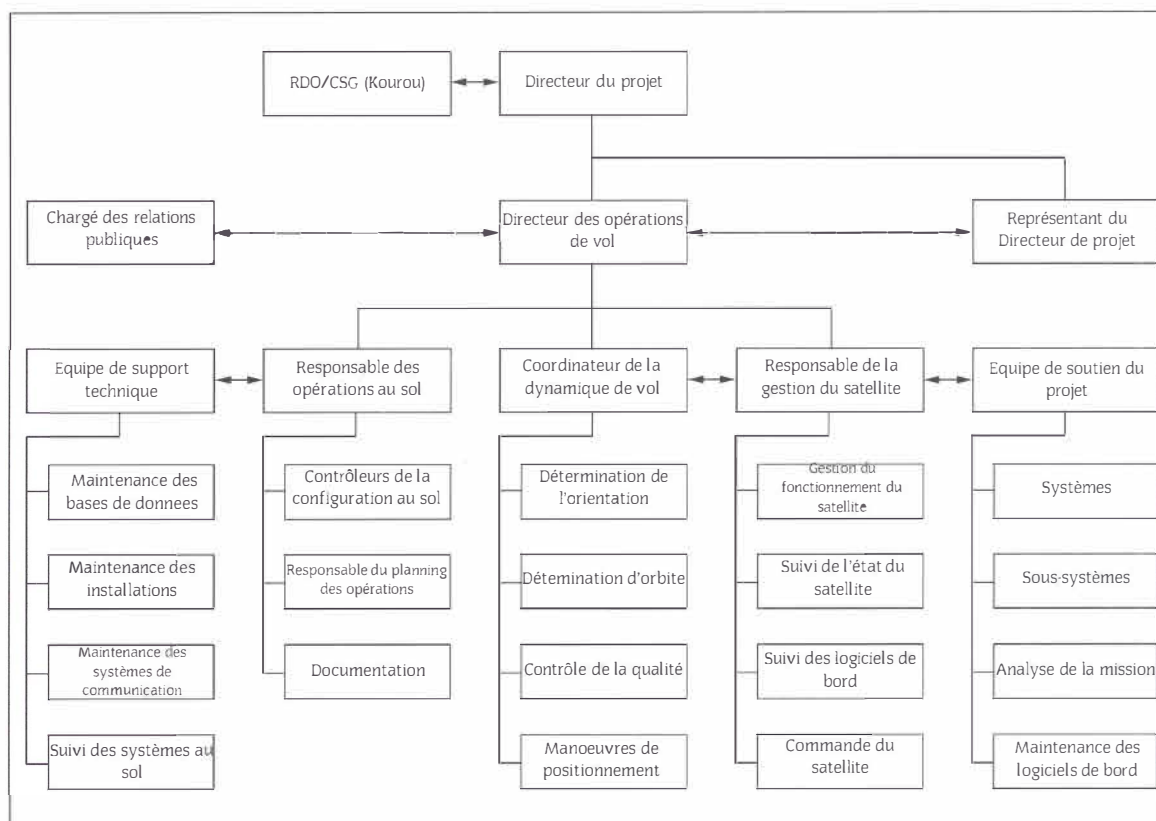 RDO/CSG (Kourou)
Directeur du projet
Chargé des relations
publiques
Directeur des opérations
de vol
Représentant du
Directeur de projet
Equipe de support
technique
Responsable des
opérations au sol
Coordinateur de la
dynamique de vol
Responsable de la
gestion du satellite
Equipe de soutien du
projet
Maintenance des
bases de donnees
Maintenance des
installations
Maintenance des
systèmes de
communication
Suivi des systèmes au
sol
Contrôleurs de la
configuration au sol
Responsable du planning
des opérations
Documentation
Détermination de
l'orientation
Détemination d'orbite
Contrôle de la qualité
Manoeuvres de
positionnement
Gestion du
fonctionnement du
satellite
Suivi de l'état du
satellite
Suivi des logiciels de
bord
Commande du
satellite
Systèmes
Sous-systèmes
Analyse de la mission
Maintenance des
logiciels de bord